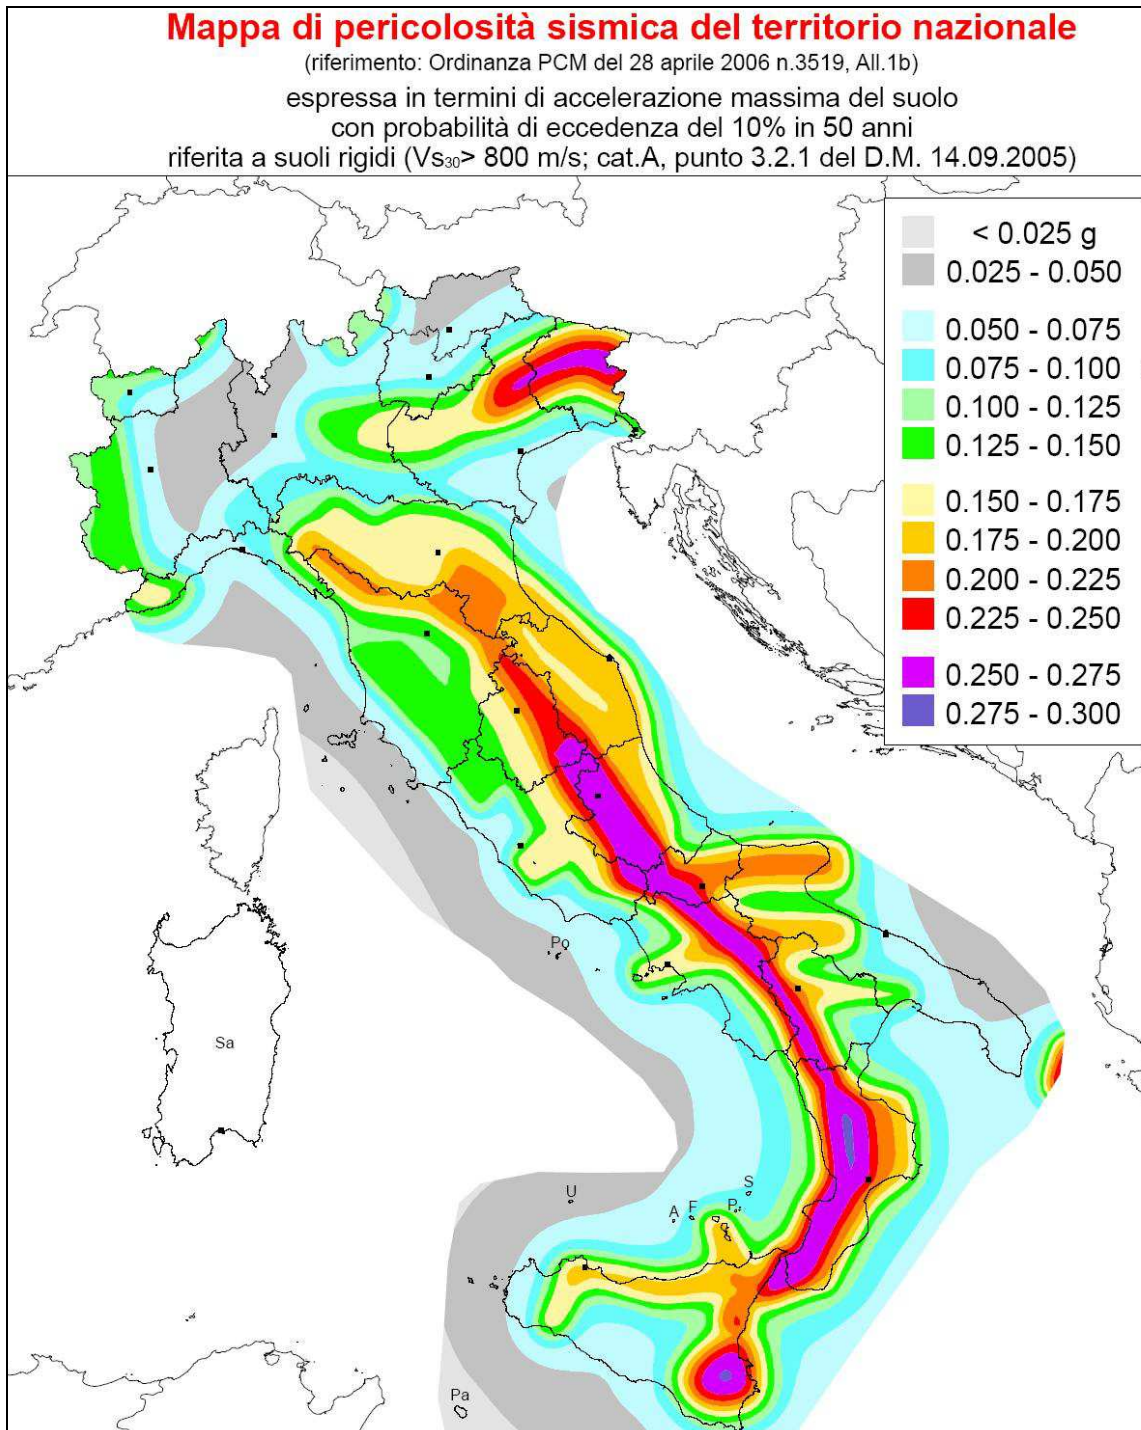 Mappa di pericolosità sismica del territorio nazionale
(riferimento: Ordinanza PCM del 28 aprile 2006 n.3519, All.1b)
espressa in termini di accelerazione massima del suolo
con probabilità di eccedenza del 10% in 50 anni
riferita a suoli rigidi (Vs30> 800 m/s; cat.A, punto 3.2.1 del D.M. 14.09.2005)
< 0.025 g
0.025 - 0.050
0.050 - 0.075
0.075 - 0.100
0.100 - 0.125
0.125 - 0.150
0.150 - 0.175
0.175 - 0.200
0.200 - 0.225
0.225 - 0.250
0.250 - 0.275
0.275 - 0.300
Po
Sa
U
A
F
P
S
Pa